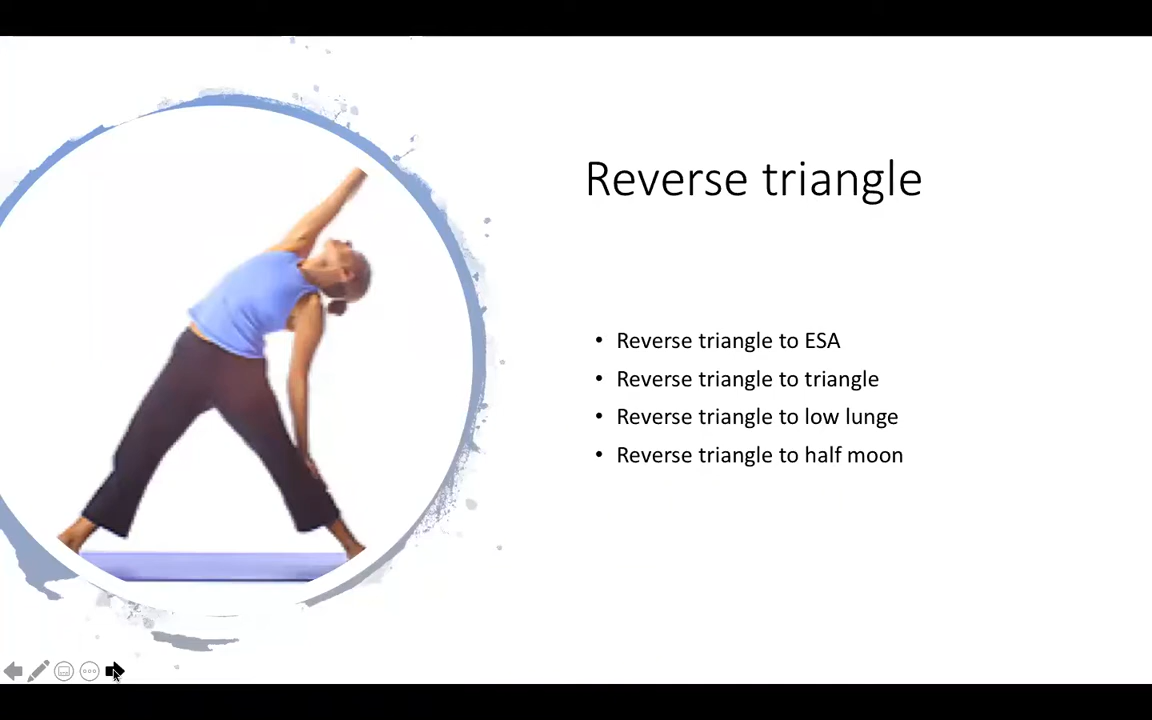 Reverse triangle
• Reverse triangle to ESA
• Reverse triangle to triangle
• Reverse triangle to low lunge
• Reverse triangle to half moon